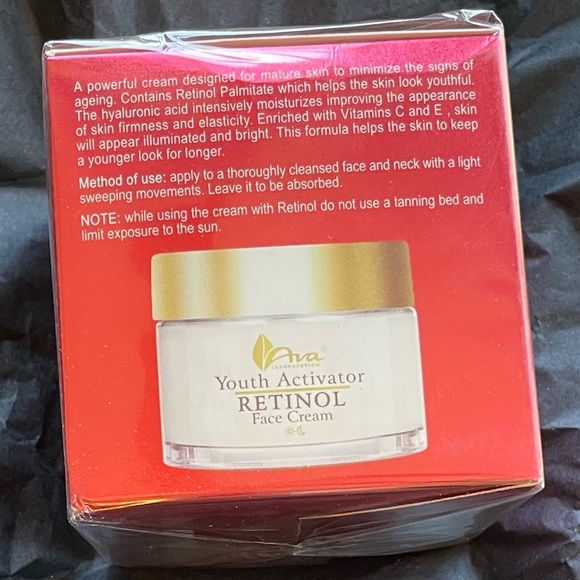 A powerful cream designed for mature skin to minimize the signs of
ageing. Contains Retinol Palmitate which helps the skin look youthful.
The hyaluronic acid intensively moisturizes improving the appearance
of skin firmness and elasticity. Enriched with Vitamins C and E , skin
will appear illuminated and bright. This formula helps the skin to keep
a younger look for longer.
Method of use: apply to a thoroughly cleansed face and neck with a light
sweeping movements. Leave it to be absorbed.
NOTE: while using the cream with Retinol do not use a tanning bed and
limit exposure to the sun.
Ava®
LABORATORIUM
Youth Activator
RETINOL
Face Cream